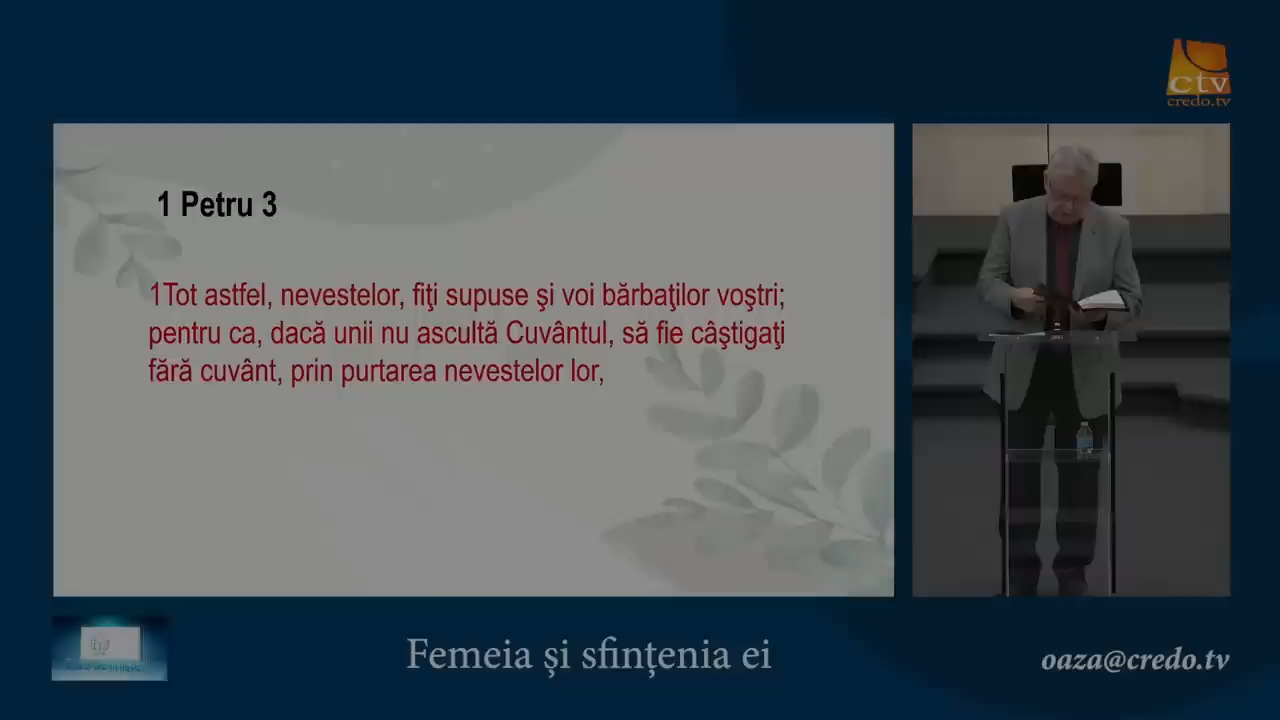 ctv
credo.tv
1 Petru 3
1Tot astfel, nevestelor, fiţi supuse şi voi bărbaţilor voştri;
pentru ca, dacă unii nu ascultă Cuvântul, să fie câştigaţi
fără cuvânt, prin purtarea nevestelor lor,
Femeia și sfințenia ei
oaza@credo.tv